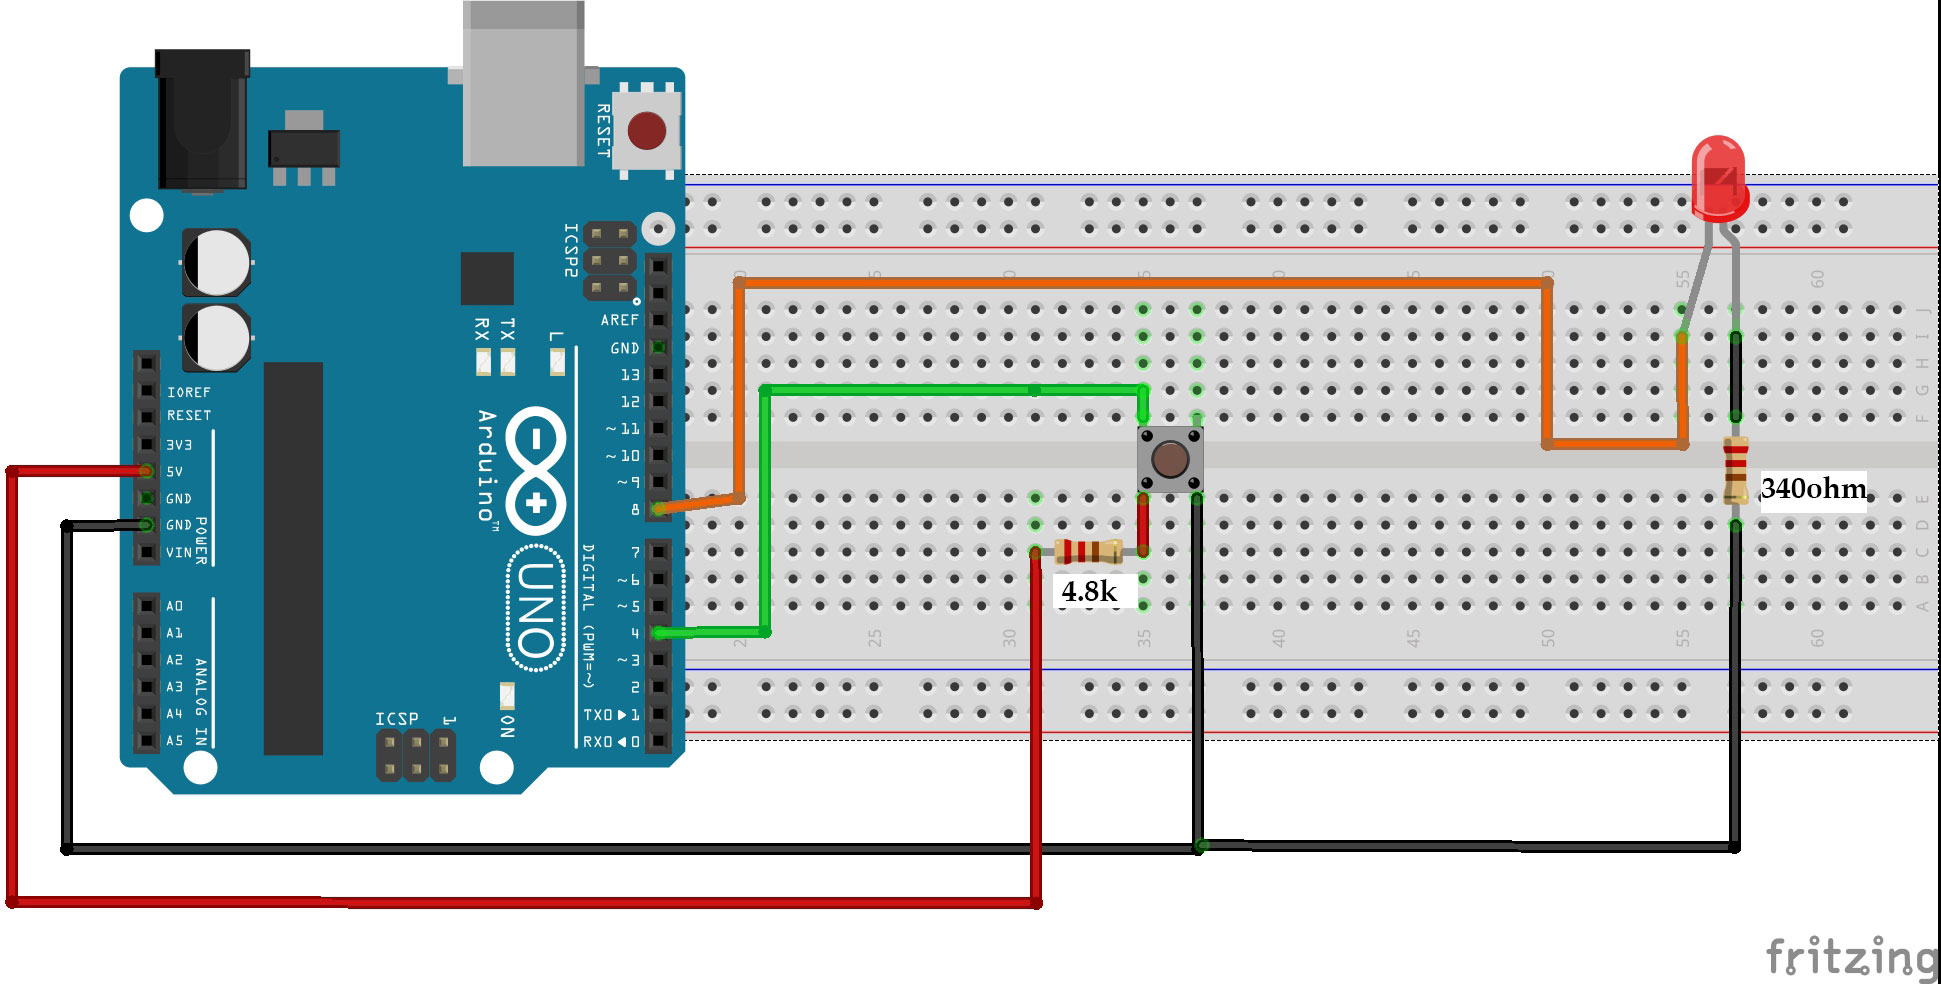 RESET
ICSP2
AREF
GND
13
12
~11
~10
~9
8
7
~6
~5
4
~3
2
TX0▶1
RX0◀0
RX
TX
L
Arduino™
UNO
DIGITAL (PWM=~)
ON
ICSP
1
IOREF
RESET
3V3
5V
GND
GND
VIN
POWER
A0
A1
A2
A3
A4
A5
ANALOG IN
55
60
J
I
H
G
F
E
D
C
B
A
25
30
35
40
45
50
55
60
340ohm
4.8k
fritzing